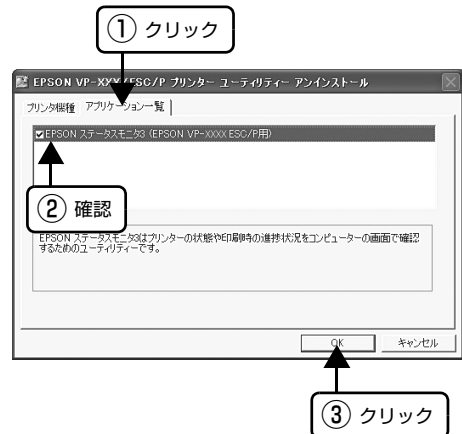 ① クリック
EPSON VP-XXX ESC/P プリンター ユーティリティー アンインストール
プリンタ機種 アプリケーション一覧
EPSON ステータスモニタ3 (EPSON VP-XXXX ESC/P用)
② 確認
EPSON ステータスモニタ3はプリンターの状態や印刷時の進捗状況をコンピューターの画面で確認
するためのユーティリティーです。
OK キャンセル
③ クリック